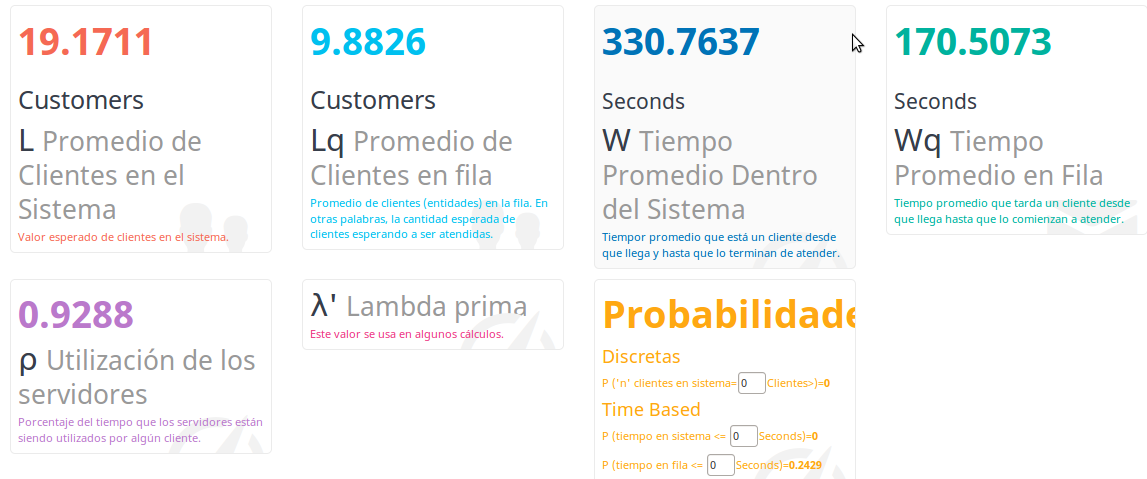 19.1711
Customers
L Promedio de
Clientes en el
Sistema
Valor esperado de clientes en el sistema.
9.8826
Customers
Lq Promedio de
Clientes en fila
Promedio de clientes (entidades) en la fila. En
otras palabras, la cantidad esperada de
clientes esperando a ser atendidas.
330.7637
Seconds
W Tiempo
Promedio Dentro
del Sistema
Tiempor promedio que está un cliente desde
que llega y hasta que lo terminan de atender.
170.5073
Seconds
Wq Tiempo
Promedio en Fila
Tiempo promedio que tarda un cliente desde
que llega hasta que lo comienzan a atender.
0.9288
ρ Utilización de los
servidores
Porcentaje del tiempo que los servidores están
siendo utilizados por algún cliente.
λ' Lambda prima
Este valor se usa en algunos cálculos.
Probabilidade
Discretas
P ('n' clientes en sistema= 0 Clientes>)=0
Time Based
P (tiempo en sistema <= 0 Seconds)=0
P (tiempo en fila <= 0 Seconds)=0.2429